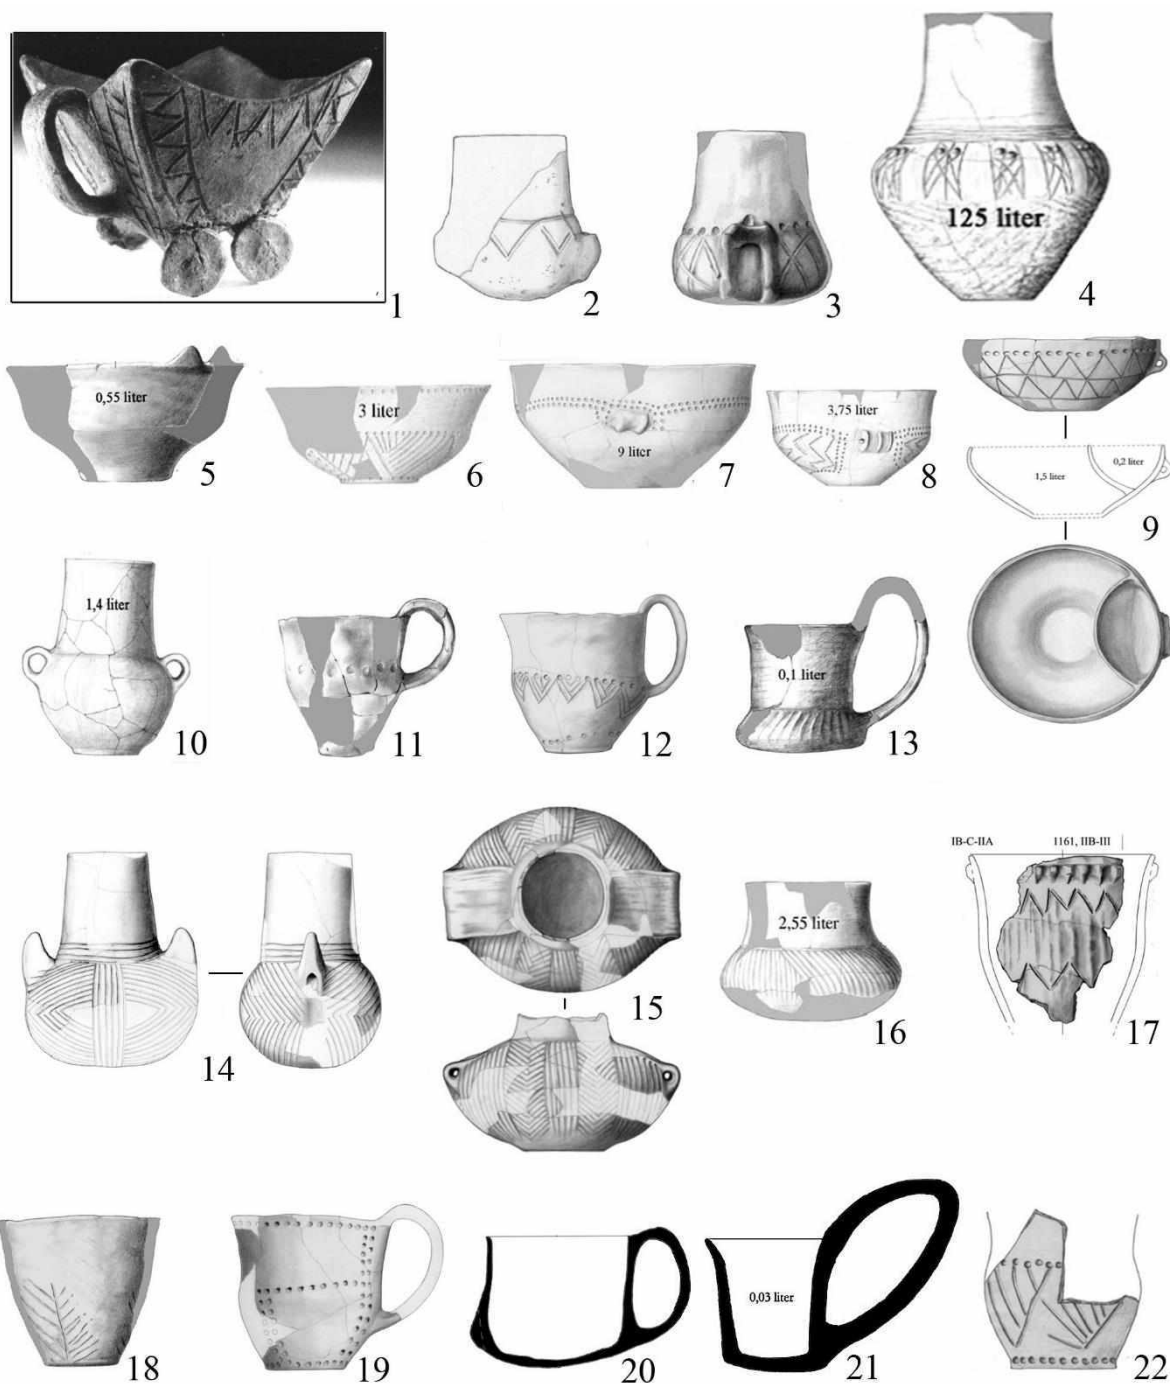 1
2
3
125 liter
4
0,55 liter
5
3 liter
6
9 liter
7
3,75 liter
8
1,5 liter
0,2 liter
9
1,4 liter
10
11
12
0,1 liter
13
14
15
2,55 liter
16
IB-C-IIA 1161, IIB-III
17
18
19
20
0,03 liter
21
22